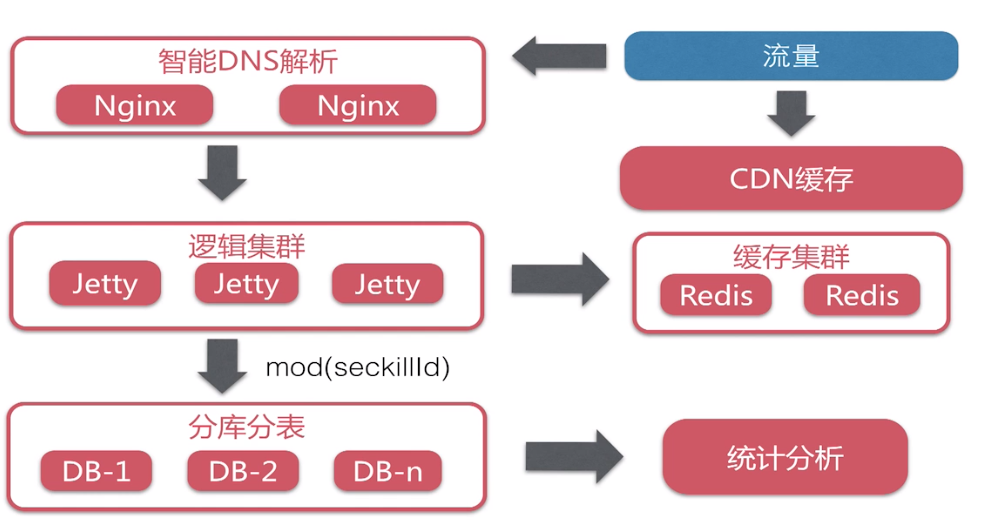 流量
智能DNS解析
Nginx
Nginx
CDN缓存
逻辑集群
Jetty
Jetty
Jetty
缓存集群
Redis
Redis
mod(seckillId)
分库分表
DB-1
DB-2
DB-n
统计分析